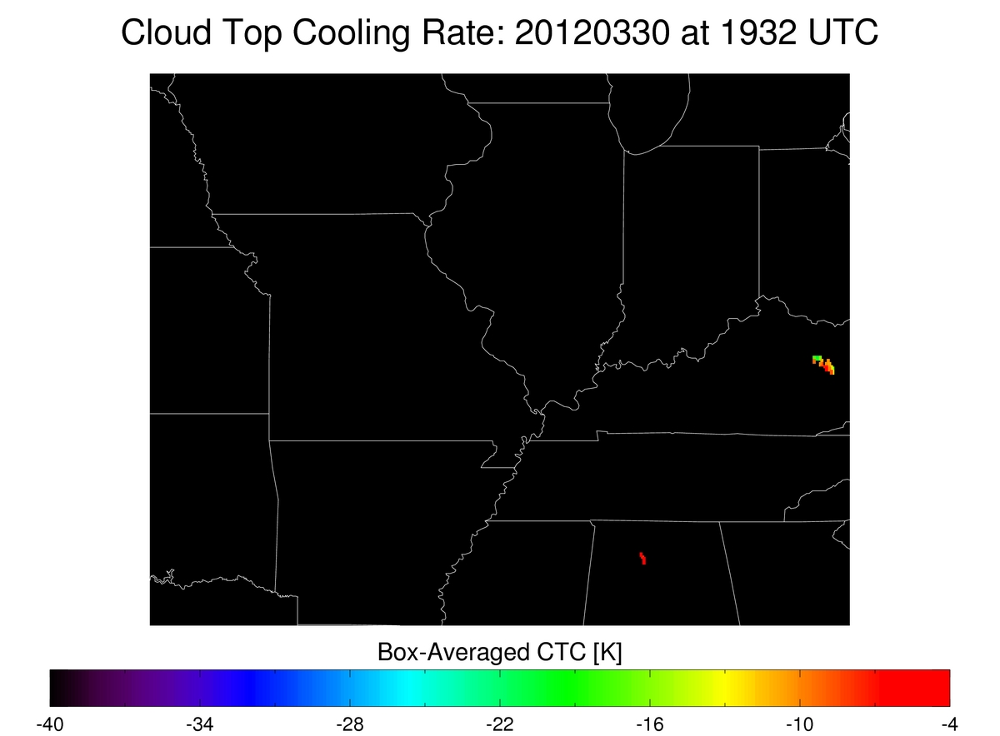 Cloud Top Cooling Rate: 20120330 at 1932 UTC
Box-Averaged CTC [K]
-40 -34 -28 -22 -16 -10 -4